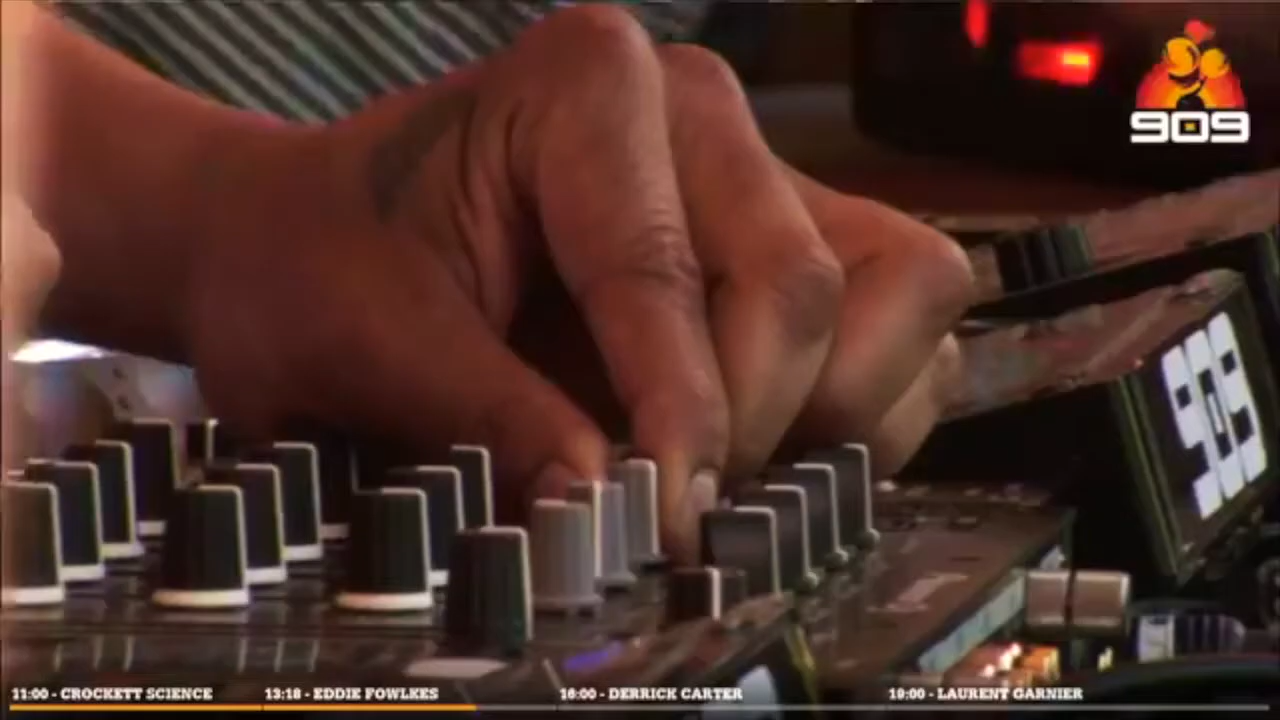 909
909
11:00 - CROCKETT SCIENCE 13:18 - EDDIE FOWLKES 16:00 - DERRICK CARTER 19:00 - LAURENT GARNIER